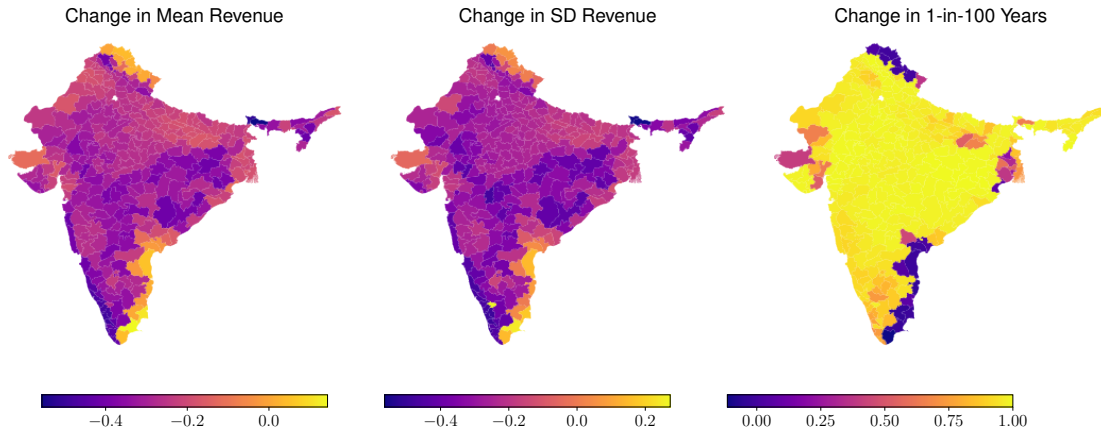 Change in Mean Revenue
Change in SD Revenue
Change in 1-in-100 Years
−0.4 −0.2 0.0
−0.4 −0.2 0.0 0.2
0.00 0.25 0.50 0.75 1.00